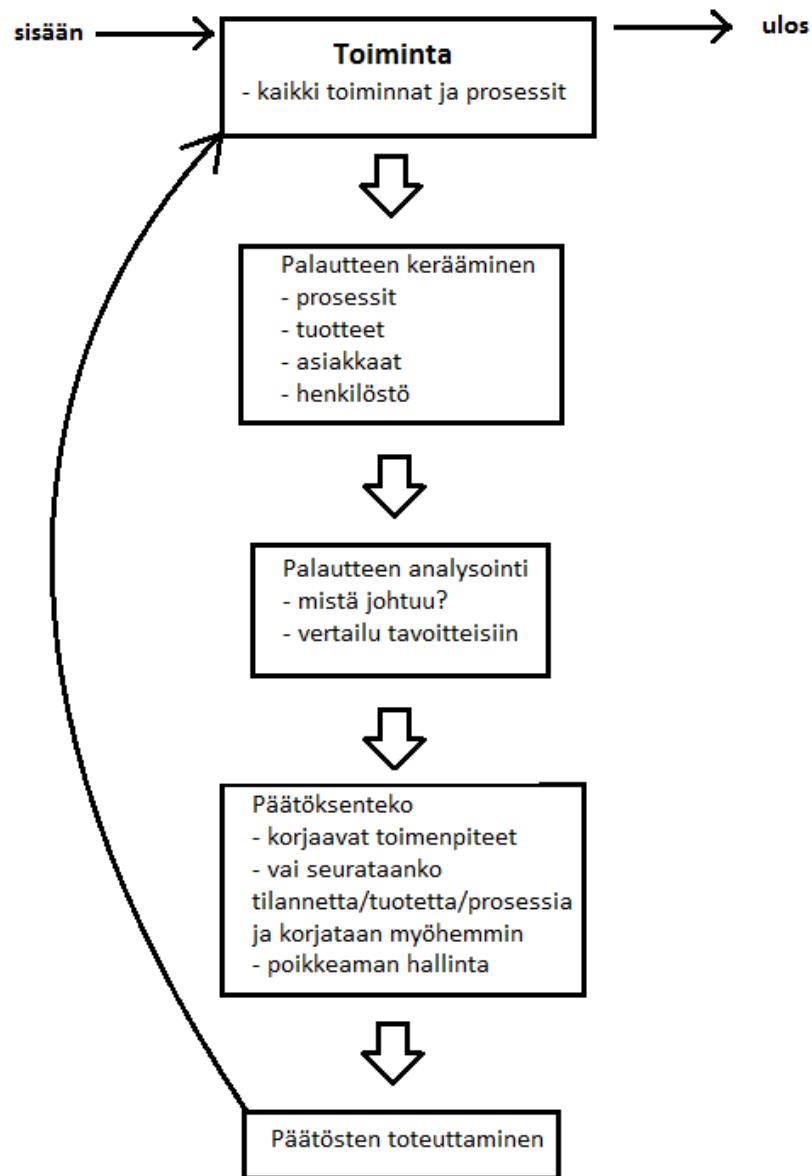 sisään
ulos
Toiminta
- kaikki toiminnat ja prosessit
Palautteen kerääminen
- prosessit
- tuotteet
- asiakkaat
- henkilöstö
Palautteen analysointi
- mistä johtuu?
- vertailu tavoitteisiin
Päätöksenteko
- korjaavat toimenpiteet
- vai seurataanko
tilannetta/tuotetta/prosessia
ja korjataan myöhemmin
- poikkeaman hallinta
Päätösten toteuttaminen